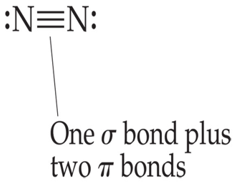 :N≡N:
One σ bond plus
two π bonds